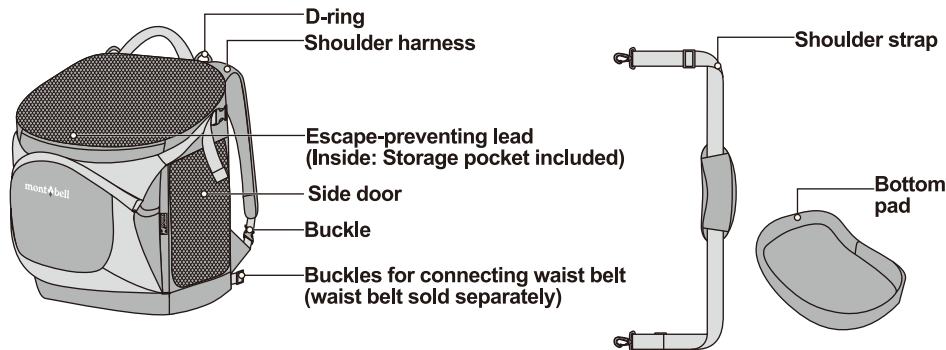 D-ring
Shoulder harness
Escape-preventing lead
(Inside: Storage pocket included)
Side door
Buckle
Buckles for connecting waist belt
(waist belt sold separately)
mont-bell
Shoulder strap
Bottom
pad